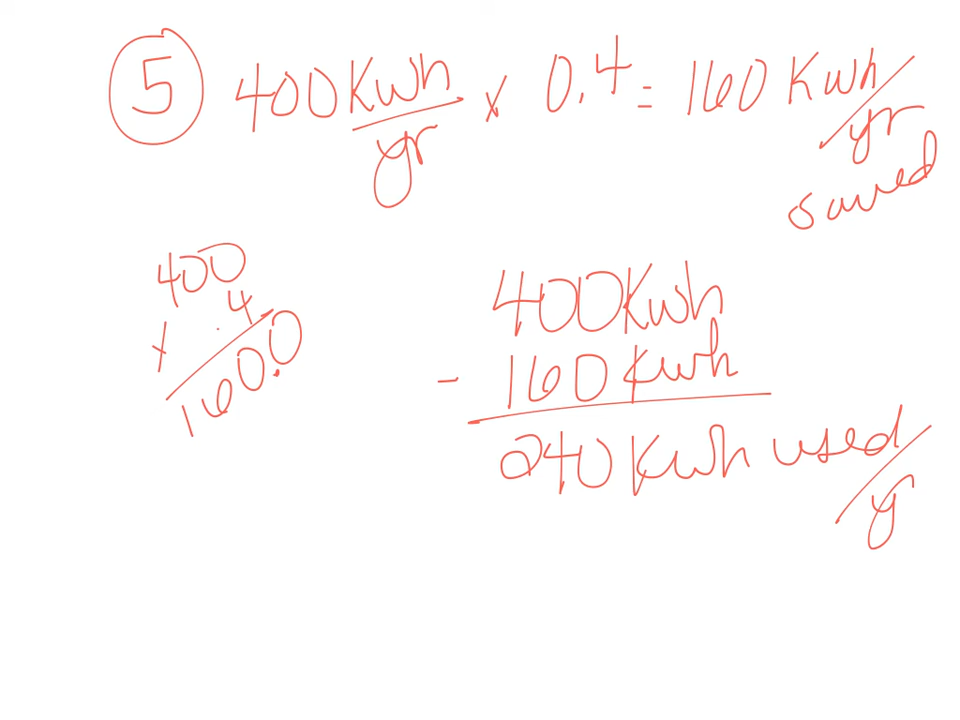 5 400 Kwh/yr x 0.4 = 160 Kwh/yr saved
400
x .4
160.0
400 Kwh
- 160 Kwh
240 Kwh used/y